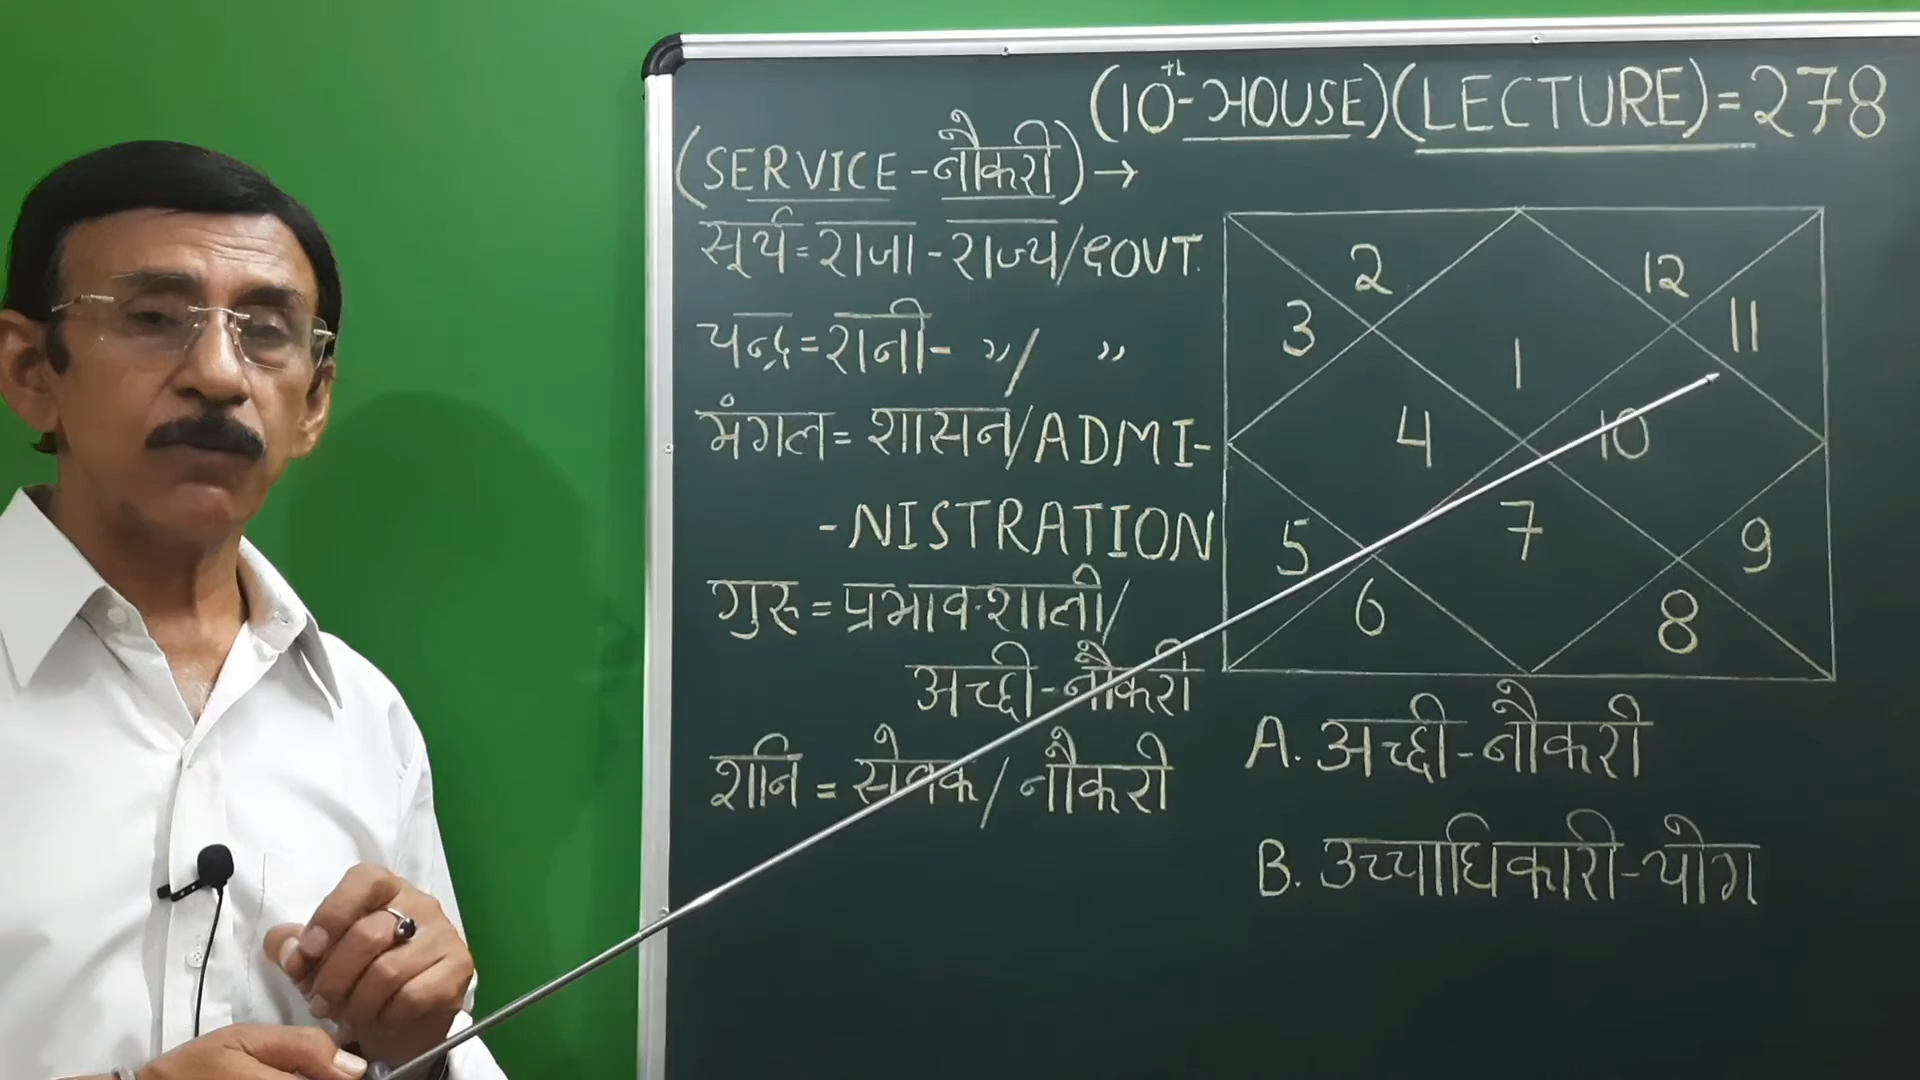 (10th-HOUSE)(LECTURE)=278
(SERVICE-नौकरी)→
सूर्य=राजा-राज्य/GOVT.
चन्द्र=रानी- ״/ ״
मंगल=शासन/ADMI-
-NISTRATION
गुरू=प्रभाव-शाली/
अच्छी-नौकरी
शनि=सेवक/नौकरी
2 12
3 11
1
4 10
5 7 9
6 8
A. अच्छी-नौकरी
B. उच्चाधिकारी-योग